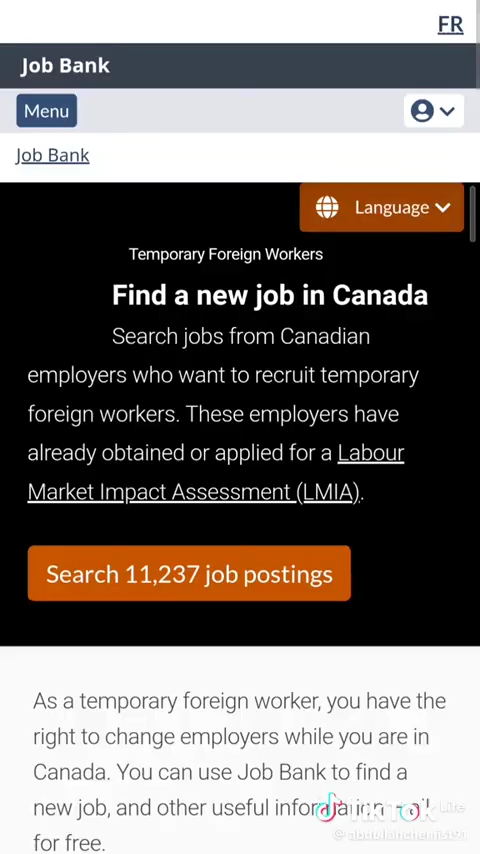 FR
Job Bank
Menu
Job Bank
Language
Temporary Foreign Workers
Find a new job in Canada
Search jobs from Canadian
employers who want to recruit temporary
foreign workers. These employers have
already obtained or applied for a Labour
Market Impact Assessment (LMIA).
Search 11,237 job postings
As a temporary foreign worker, you have the
right to change employers while you are in
Canada. You can use Job Bank to find a
new job, and other useful information – all
TikTok Lite
for free.